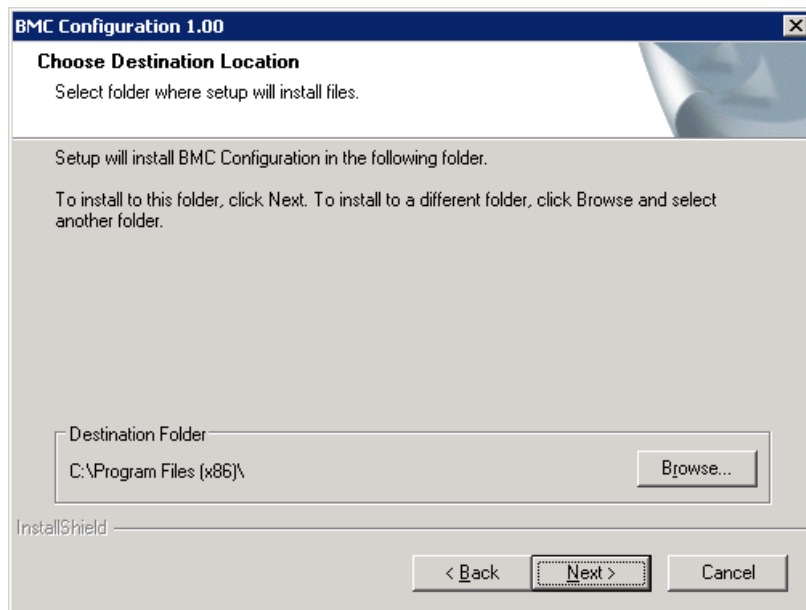 BMC Configuration 1.00
Choose Destination Location
Select folder where setup will install files.
Setup will install BMC Configuration in the following folder.
To install to this folder, click Next. To install to a different folder, click Browse and select
another folder.
Destination Folder
C:\Program Files (x86)\
Browse...
InstallShield
< Back
Next >
Cancel